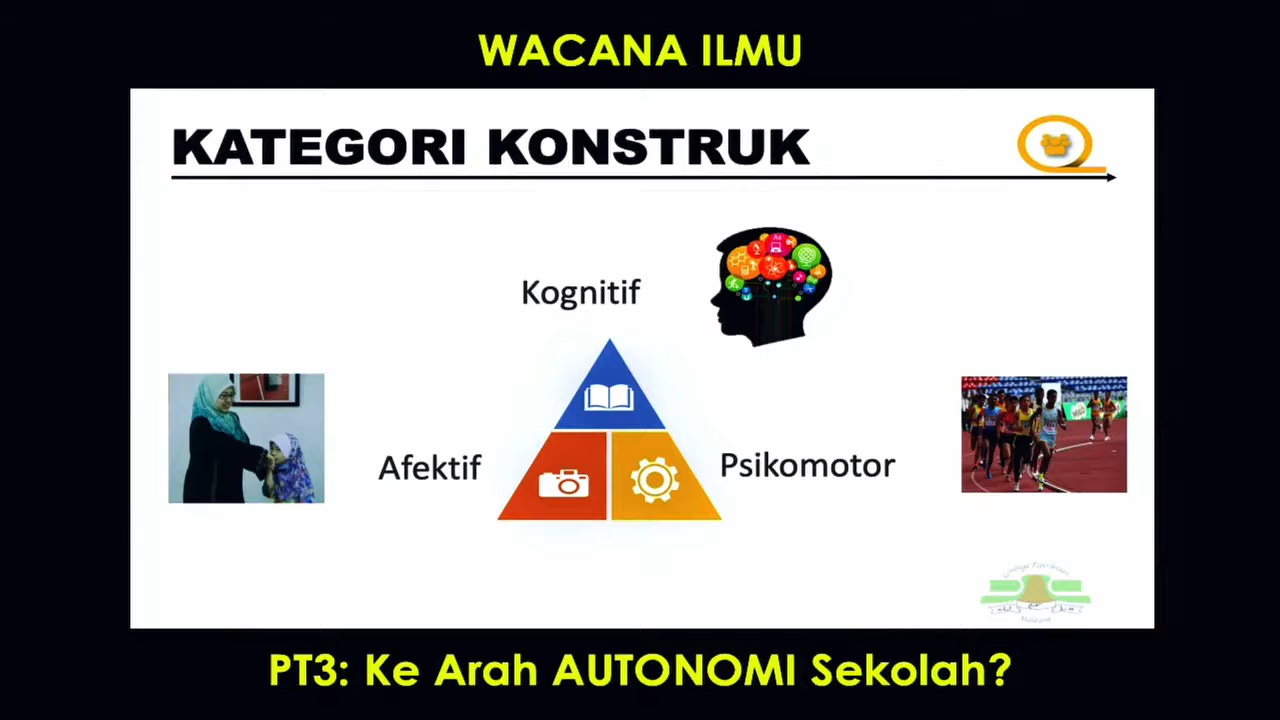 WACANA ILMU
KATEGORI KONSTRUK
Kognitif
Afektif
Psikomotor
PT3: Ke Arah AUTONOMI Sekolah?